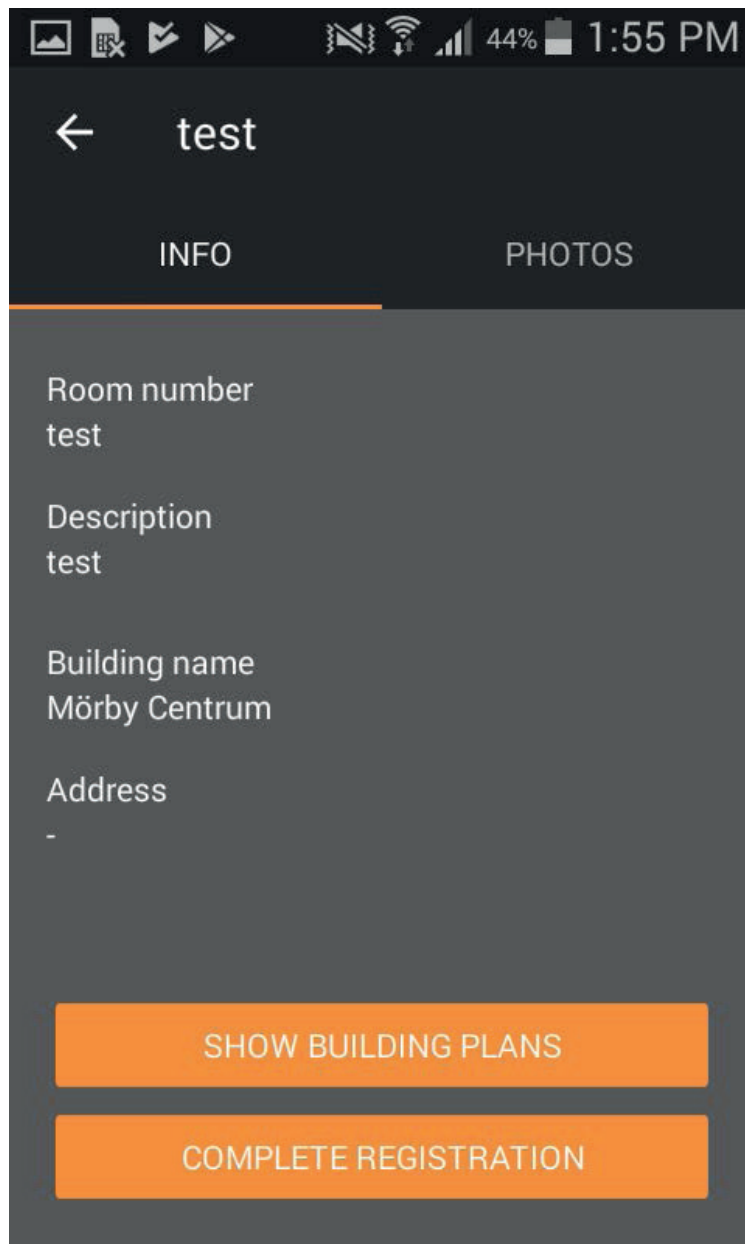 44% 1:55 PM
test
INFO PHOTOS
Room number
test
Description
test
Building name
Mörby Centrum
Address
-
SHOW BUILDING PLANS
COMPLETE REGISTRATION